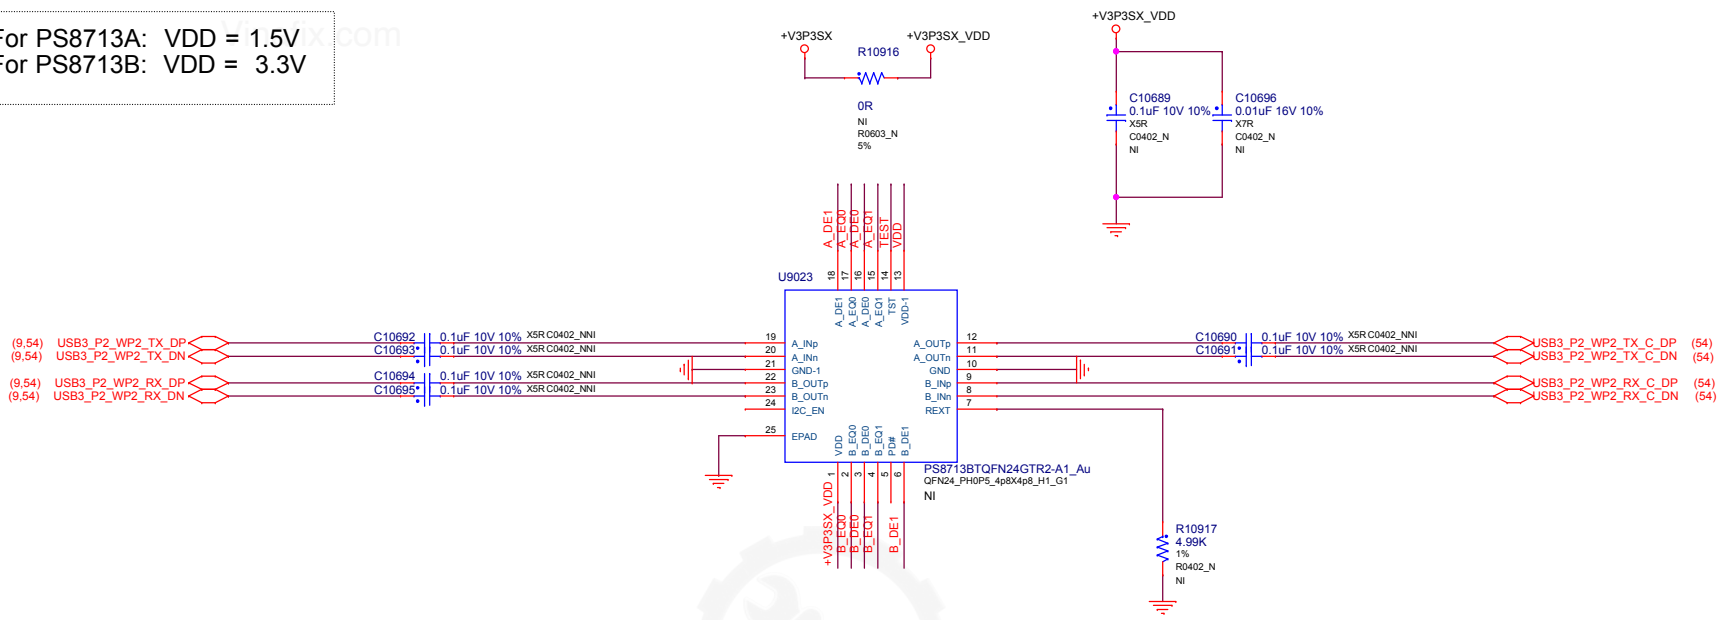 For PS8713A:  VDD = 1.5V
For PS8713B:  VDD =  3.3V
+V3P3SX
+V3P3SX_VDD
R10916
0R
NI
R0603_N
5%
+V3P3SX_VDD
C10689
0.1uF 10V 10%
X5R
C0402_N
NI
C10696
0.01uF 16V 10%
X7R
C0402_N
NI
A_DE1
A_EQ0
A_DE0
A_EQ1
TEST
VDD
U9023
18
17
16
15
14
13
A_DE1
A_EQ0
A_DE0
A_EQ1
TST
VDD-1
(9,54) USB3_P2_WP2_TX_DP
(9,54) USB3_P2_WP2_TX_DN
(9,54) USB3_P2_WP2_RX_DP
(9,54) USB3_P2_WP2_RX_DN
C10692 0.1uF 10V 10% X5R C0402_NNI
C10693 0.1uF 10V 10% X5R C0402_NNI
C10694 0.1uF 10V 10% X5R C0402_NNI
C10695 0.1uF 10V 10% X5R C0402_NNI
19 A_INp
20 A_INn
21 GND-1
22 B_OUTp
23 B_OUTn
24 I2C_EN
25 EPAD
A_OUTp 12
A_OUTn 11
GND 10
B_INp 9
B_INn 8
REXT 7
C10690 0.1uF 10V 10% X5R C0402_NNI
C10691 0.1uF 10V 10% X5R C0402_NNI
USB3_P2_WP2_TX_C_DP (54)
USB3_P2_WP2_TX_C_DN (54)
USB3_P2_WP2_RX_C_DP (54)
USB3_P2_WP2_RX_C_DN (54)
VDD
B_EQ0
B_DE0
B_EQ1
PD#
B_DE1
1
2
3
4
5
6
+V3P3SX_VDD
B_EQ0
B_DE0
B_EQ1
B_DE1
PS8713BTQFN24GTR2-A1_Au
QFN24_PH0P5_4p8X4p8_H1_G1
NI
R10917
4.99K
1%
R0402_N
NI